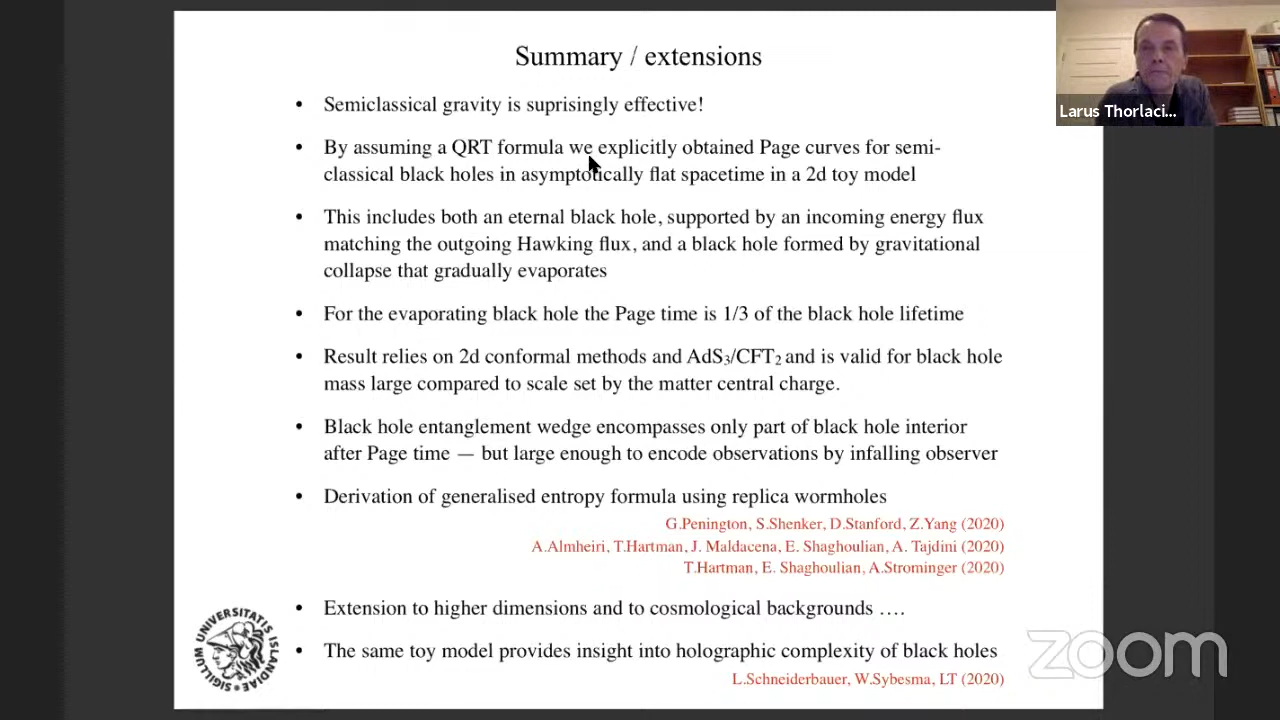 Summary / extensions
• Semiclassical gravity is suprisingly effective!
• By assuming a QRT formula we explicitly obtained Page curves for semi-
classical black holes in asymptotically flat spacetime in a 2d toy model
• This includes both an eternal black hole, supported by an incoming energy flux
matching the outgoing Hawking flux, and a black hole formed by gravitational
collapse that gradually evaporates
• For the evaporating black hole the Page time is 1/3 of the black hole lifetime
• Result relies on 2d conformal methods and AdS₃/CFT₂ and is valid for black hole
mass large compared to scale set by the matter central charge.
• Black hole entanglement wedge encompasses only part of black hole interior
after Page time — but large enough to encode observations by infalling observer
• Derivation of generalised entropy formula using replica wormholes
G.Penington, S.Shenker, D.Stanford, Z.Yang (2020)
A.Almheiri, T.Hartman, J. Maldacena, E. Shaghoulian, A. Tajdini (2020)
T.Hartman, E. Shaghoulian, A.Strominger (2020)
• Extension to higher dimensions and to cosmological backgrounds ….
• The same toy model provides insight into holographic complexity of black holes
L.Schneiderbauer, W.Sybesma, LT (2020)
SIGILLUM UNIVERSITATIS ISLANDIAE
Larus Thorlaci...
zoom